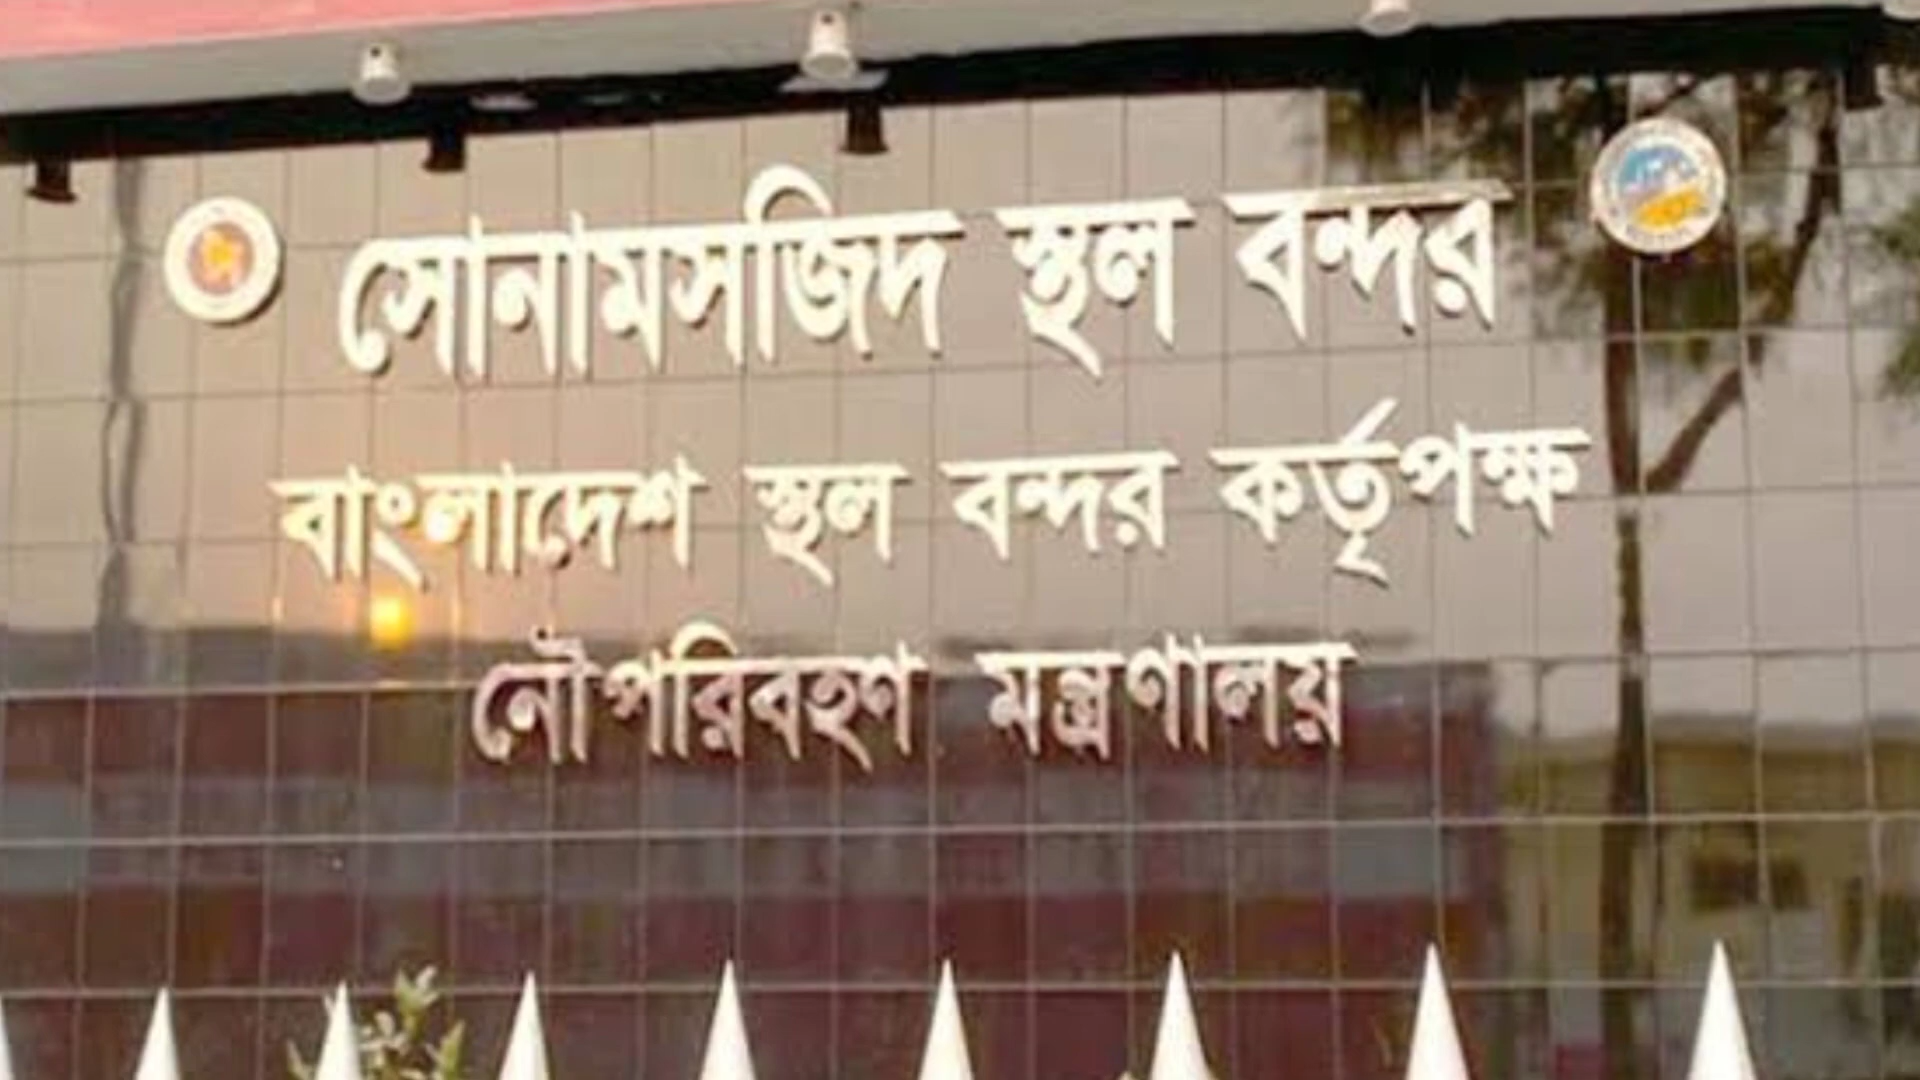 সোনামসজিদ স্থল বন্দর
বাংলাদেশ স্থল বন্দর কর্তৃপক্ষ
নৌপরিবহণ মন্ত্রণালয়